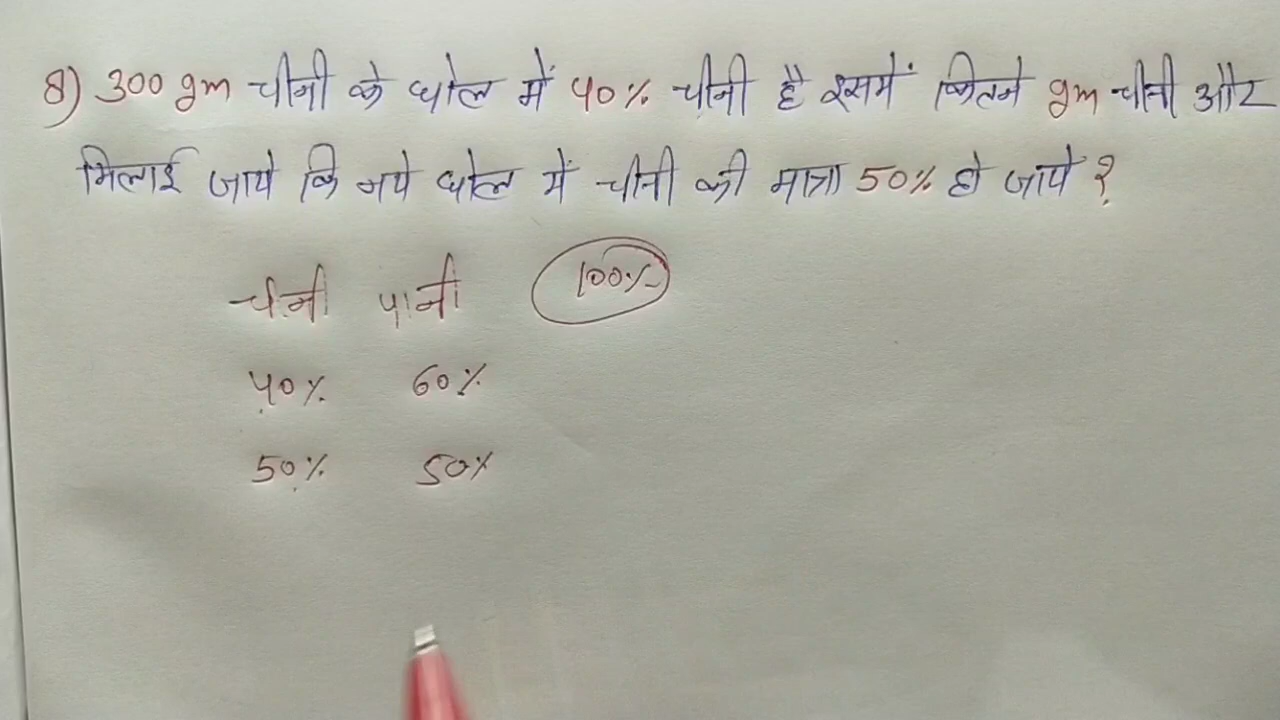 8) 300 gm चीनी के घोल में 40% चीनी है इसमें कितने gm चीनी और
मिलाई जाये कि नये घोल में चीनी की मात्रा 50% हो जाये ?
चीनी पानी 100%
40% 60%
50% 50%